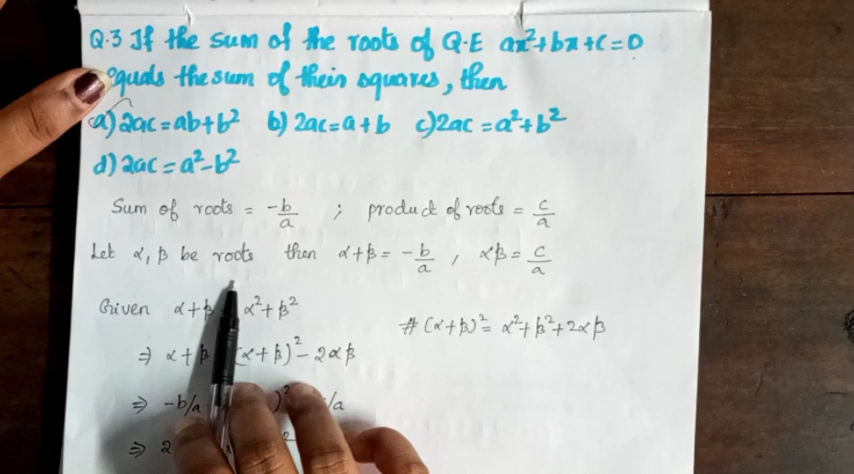 Q.3 If the sum of the roots of Q.E ax²+bx+c=0
equals the sum of their squares, then
a) 2ac=ab+b² b) 2ac=a+b c) 2ac=a²+b²
d) 2ac=a²-b²
Sum of roots = -b/a ; product of roots = c/a
Let α, β be roots then α+β = -b/a , αβ = c/a
Given α+β α²+β²
# (α+β)² = α²+β²+2αβ
⇒ α+β (α+β)²-2αβ
⇒ -b/a )² /a
⇒ 2